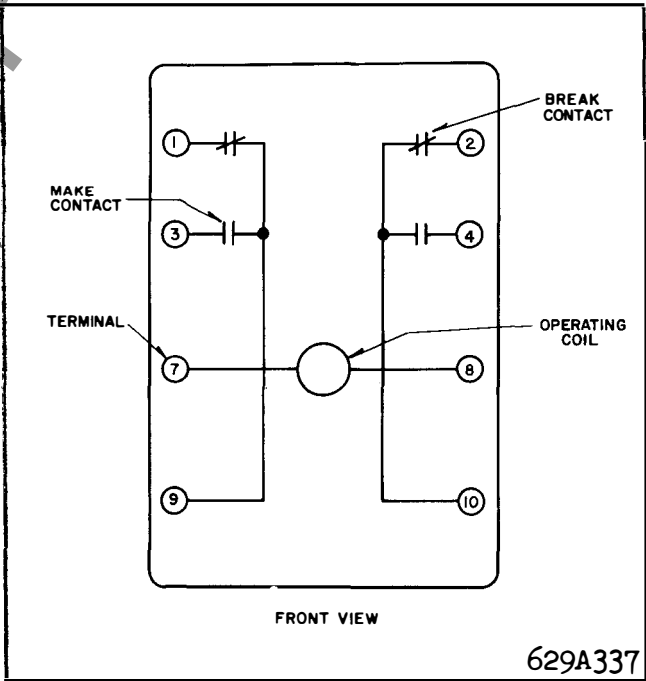 BREAK
CONTACT
1
2
MAKE
CONTACT
3
4
TERMINAL
OPERATING
COIL
7
8
9
10
FRONT VIEW
629A337